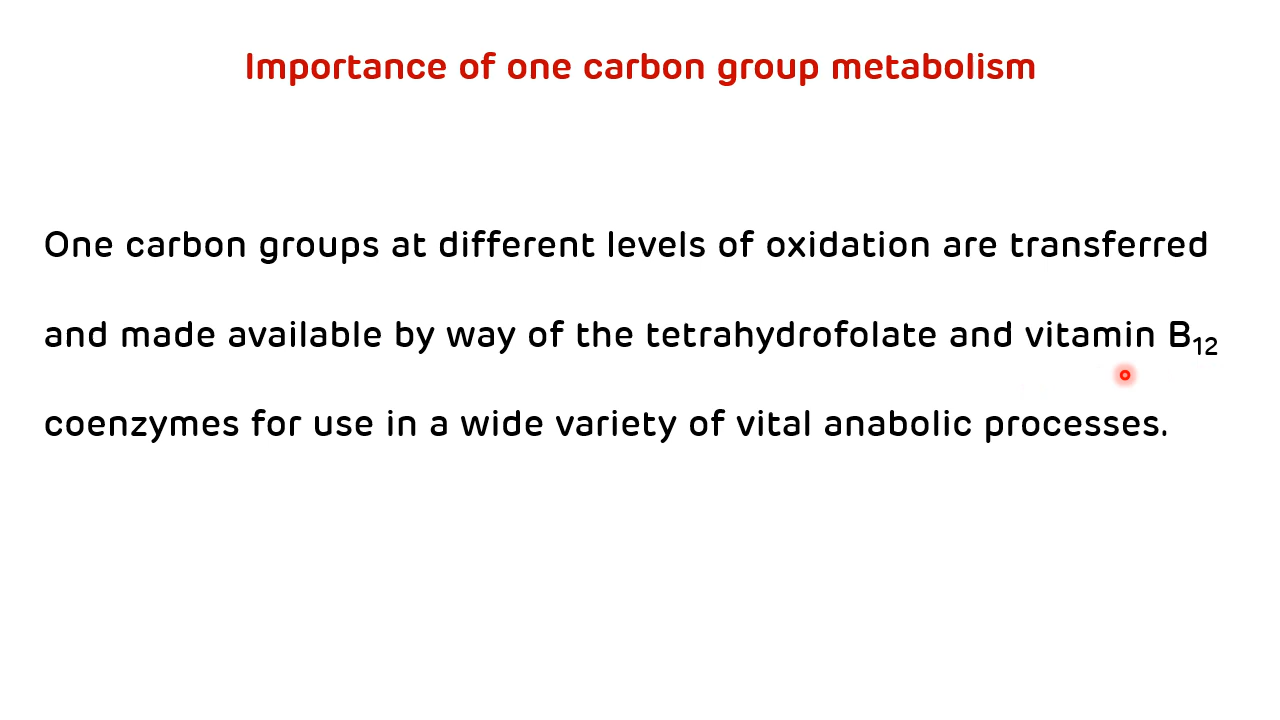 Importance of one carbon group metabolism
One carbon groups at different levels of oxidation are transferred
and made available by way of the tetrahydrofolate and vitamin B₁₂
coenzymes for use in a wide variety of vital anabolic processes.